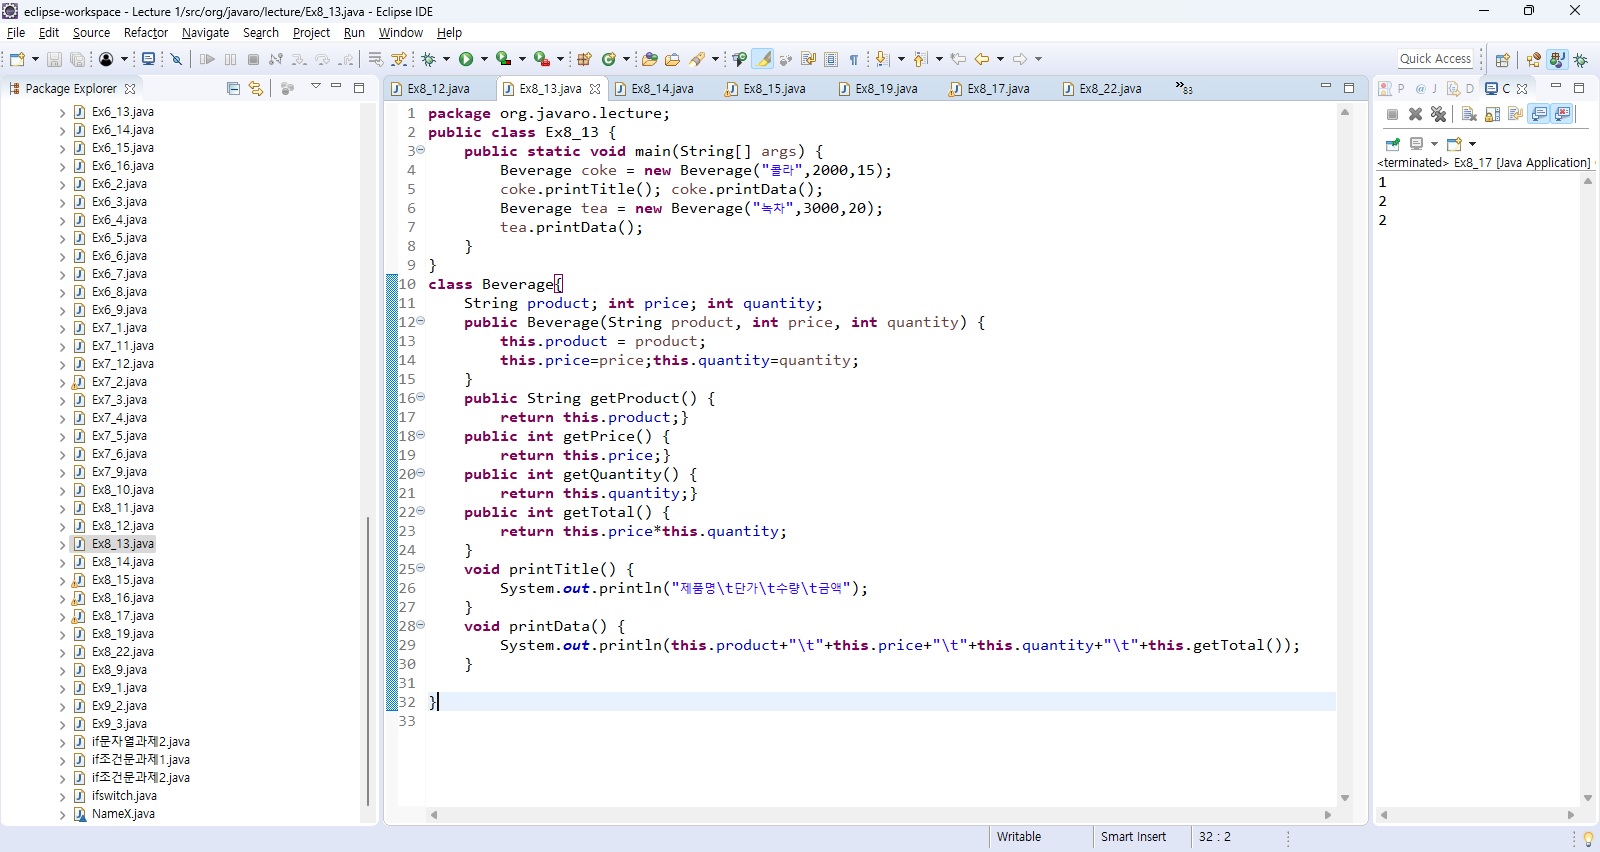 eclipse-workspace - Lecture 1/src/org/javaro/lecture/Ex8_13.java - Eclipse IDE
File Edit Source Refactor Navigate Search Project Run Window Help
Quick Access
Package Explorer
Ex8_12.java Ex8_13.java Ex8_14.java Ex8_15.java Ex8_19.java Ex8_17.java Ex8_22.java »83
P @ J D C
Ex6_13.java
Ex6_14.java
Ex6_15.java
Ex6_16.java
Ex6_2.java
Ex6_3.java
Ex6_4.java
Ex6_5.java
Ex6_6.java
Ex6_7.java
Ex6_8.java
Ex6_9.java
Ex7_1.java
Ex7_11.java
Ex7_12.java
Ex7_2.java
Ex7_3.java
Ex7_4.java
Ex7_5.java
Ex7_6.java
Ex7_9.java
Ex8_10.java
Ex8_11.java
Ex8_12.java
Ex8_13.java
Ex8_14.java
Ex8_15.java
Ex8_16.java
Ex8_17.java
Ex8_19.java
Ex8_22.java
Ex8_9.java
Ex9_1.java
Ex9_2.java
Ex9_3.java
if문자열과제2.java
if조건문과제1.java
if조건문과제2.java
ifswitch.java
NameX.java
1 package org.javaro.lecture;
2 public class Ex8_13 {
3     public static void main(String[] args) {
4         Beverage coke = new Beverage("콜라",2000,15);
5         coke.printTitle(); coke.printData();
6         Beverage tea = new Beverage("녹차",3000,20);
7         tea.printData();
8     }
9 }
10 class Beverage{
11     String product; int price; int quantity;
12     public Beverage(String product, int price, int quantity) {
13         this.product = product;
14         this.price=price;this.quantity=quantity;
15     }
16     public String getProduct() {
17         return this.product;}
18     public int getPrice() {
19         return this.price;}
20     public int getQuantity() {
21         return this.quantity;}
22     public int getTotal() {
23         return this.price*this.quantity;
24     }
25     void printTitle() {
26         System.out.println("제품명\t단가\t수량\t금액");
27     }
28     void printData() {
29         System.out.println(this.product+"\t"+this.price+"\t"+this.quantity+"\t"+this.getTotal());
30     }
31
32 }
33
<terminated> Ex8_17 [Java Application]
1
2
2
Writable Smart Insert 32 : 2